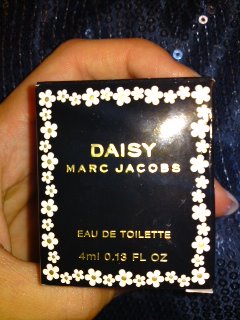 DAISY
MARC JACOBS
EAU DE TOILETTE
4ml 0.13 FL OZ